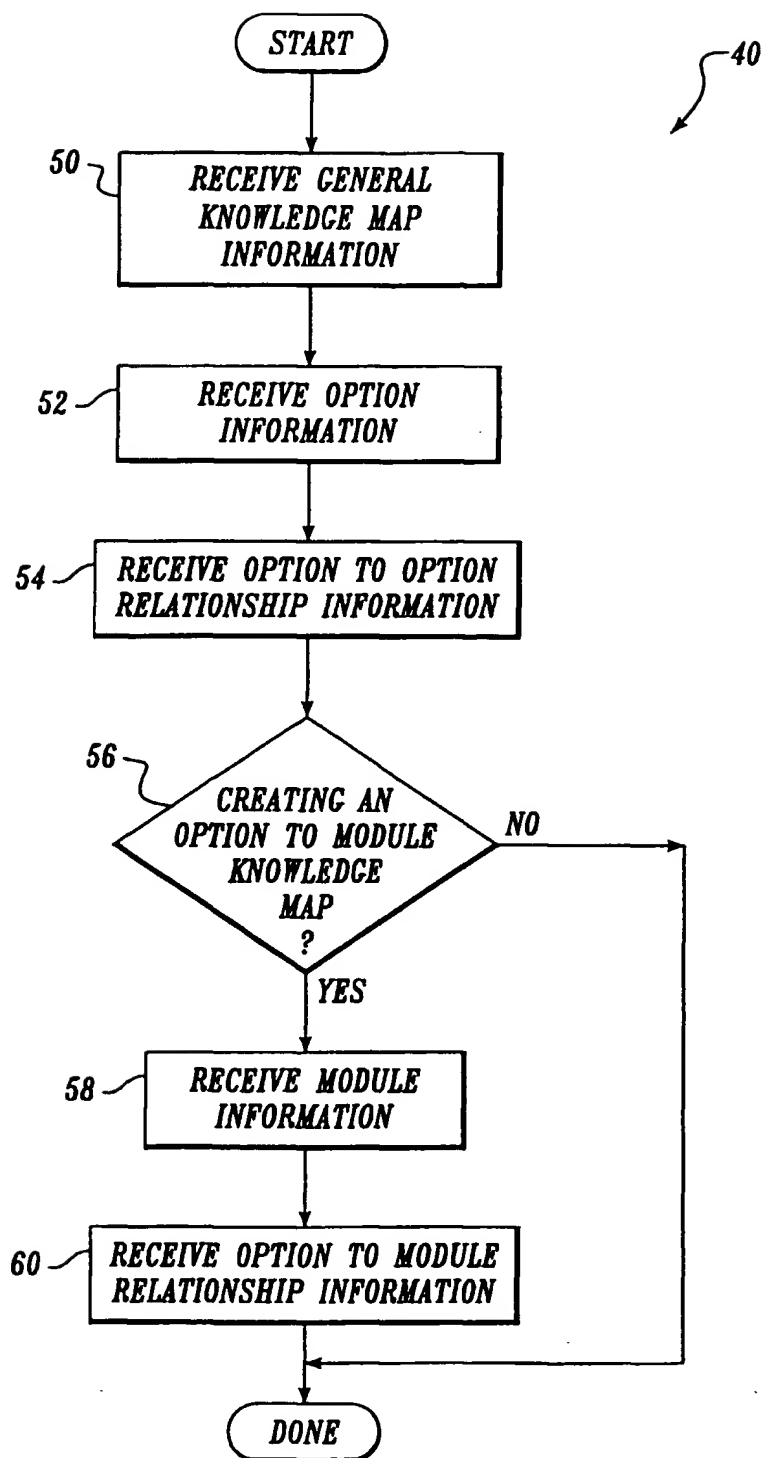 START
40
50
RECEIVE GENERAL
KNOWLEDGE MAP
INFORMATION
52
RECEIVE OPTION
INFORMATION
54
RECEIVE OPTION TO OPTION
RELATIONSHIP INFORMATION
56
CREATING AN
OPTION TO MODULE
KNOWLEDGE
MAP
?
NO
YES
58
RECEIVE MODULE
INFORMATION
60
RECEIVE OPTION TO MODULE
RELATIONSHIP INFORMATION
DONE